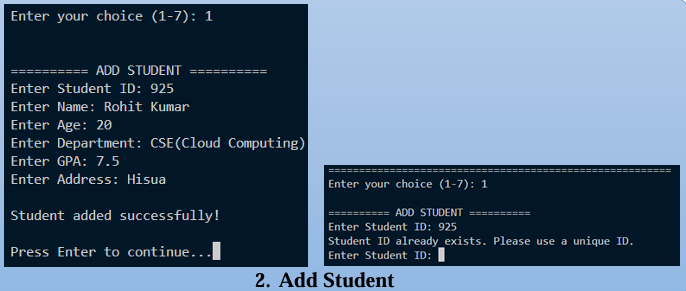 Enter your choice (1-7): 1
========== ADD STUDENT ==========
Enter Student ID: 925
Enter Name: Rohit Kumar
Enter Age: 20
Enter Department: CSE(Cloud Computing)
Enter GPA: 7.5
Enter Address: Hisua
Student added successfully!
Press Enter to continue...
============================================================
Enter your choice (1-7): 1
========== ADD STUDENT ==========
Enter Student ID: 925
Student ID already exists. Please use a unique ID.
Enter Student ID:
2. Add Student